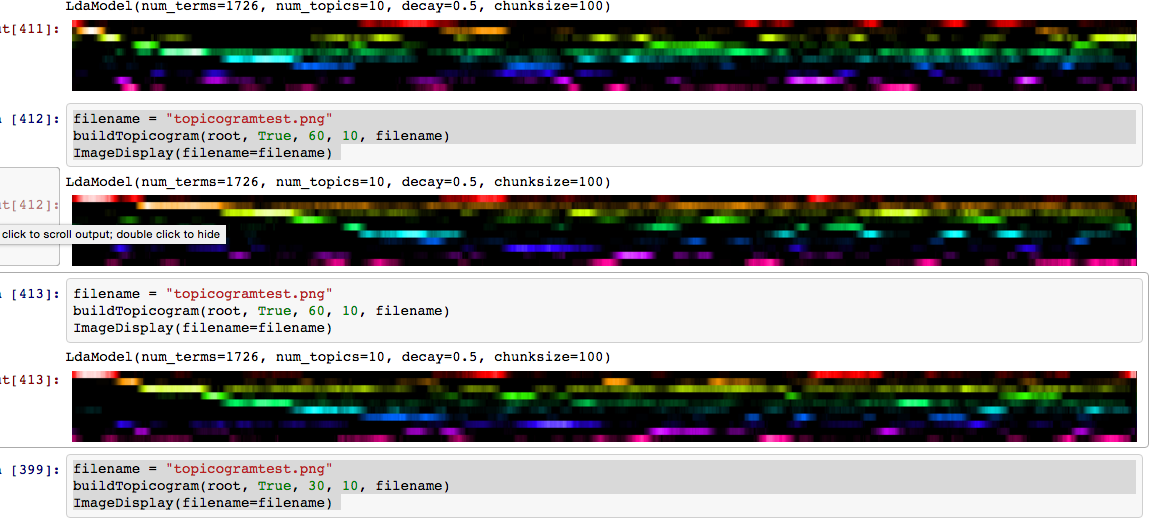 LdaModel(num_terms=1726, num_topics=10, decay=0.5, chunksize=100)
ut[411]:
n [412]: filename = "topicogramtest.png"
buildTopicogram(root, True, 60, 10, filename)
ImageDisplay(filename=filename)
LdaModel(num_terms=1726, num_topics=10, decay=0.5, chunksize=100)
ut[412]:
click to scroll output; double click to hide
n [413]: filename = "topicogramtest.png"
buildTopicogram(root, True, 60, 10, filename)
ImageDisplay(filename=filename)
LdaModel(num_terms=1726, num_topics=10, decay=0.5, chunksize=100)
ut[413]:
n [399]: filename = "topicogramtest.png"
buildTopicogram(root, True, 30, 10, filename)
ImageDisplay(filename=filename)